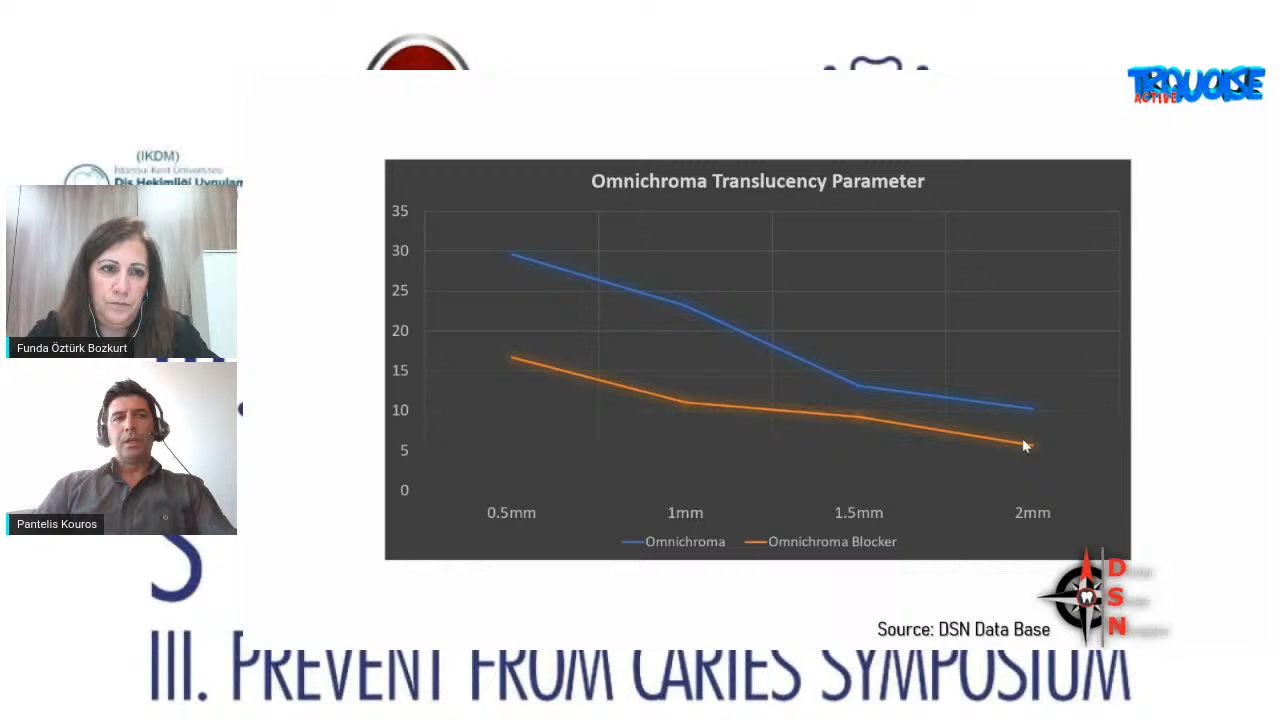 TRQUOISE
ACTIVE
(IKDM)
İstanbul Kent Üniversitesi
Diş Hekimliği Uygulam
Funda Öztürk Bozkurt
Pantelis Kouros
Omnichroma Translucency Parameter
35
30
25
20
15
10
5
0
0.5mm 1mm 1.5mm 2mm
Omnichroma Omnichroma Blocker
D
S
N
Source: DSN Data Base
S
III. PREVENT FROM CARIES SYMPOSIUM